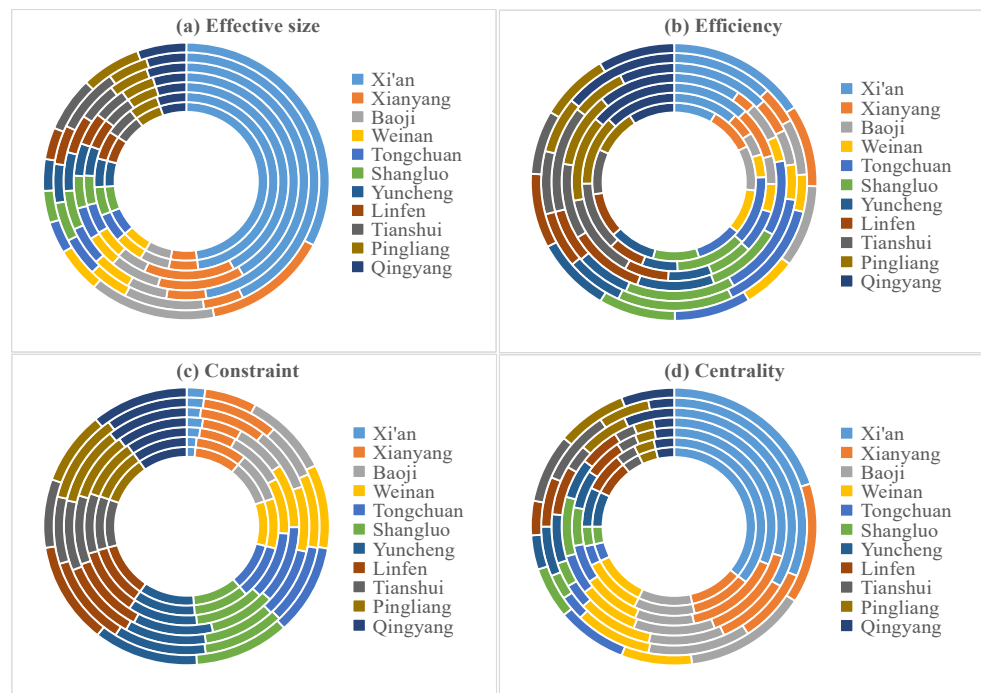 (a) Effective size
Xi'an
Xianyang
Baoji
Weinan
Tongchuan
Shangluo
Yuncheng
Linfen
Tianshui
Pingliang
Qingyang
(b) Efficiency
Xi'an
Xianyang
Baoji
Weinan
Tongchuan
Shangluo
Yuncheng
Linfen
Tianshui
Pingliang
Qingyang
(c) Constraint
Xi'an
Xianyang
Baoji
Weinan
Tongchuan
Shangluo
Yuncheng
Linfen
Tianshui
Pingliang
Qingyang
(d) Centrality
Xi'an
Xianyang
Baoji
Weinan
Tongchuan
Shangluo
Yuncheng
Linfen
Tianshui
Pingliang
Qingyang